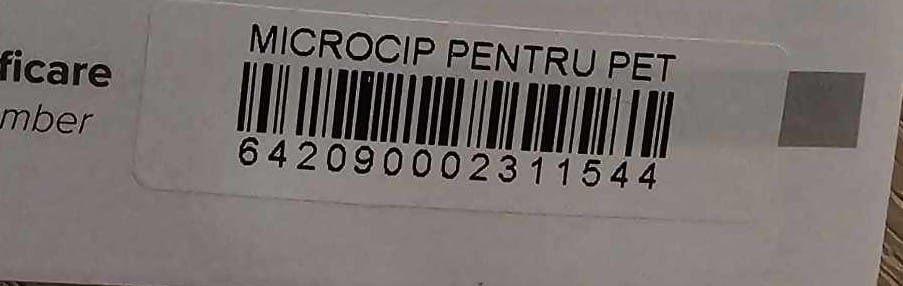 MICROCIP PENTRU PET
ficare
mber
642090002311544